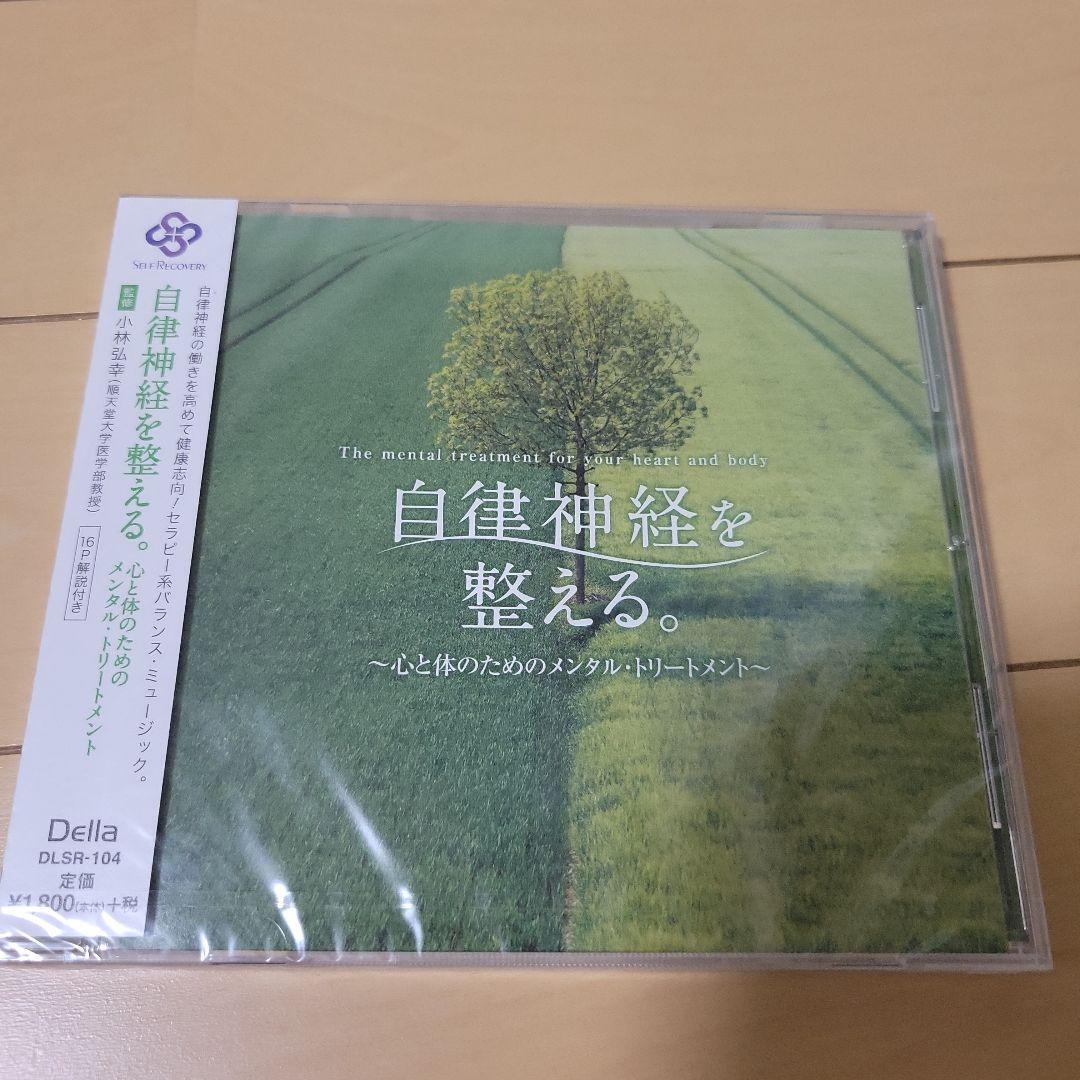 SELF RECOVERY
自律神経の働きを高めて健康志向!セラピー系バランス・ミュージック。
自律神経を整える。
心と体のための
メンタル・トリートメント
監修 小林弘幸(順天堂大学医学部教授)
16P解説付き
Della
DLSR-104
定価
¥1,800(本体)+税
The mental treatment for your heart and body
自律神経を
整える。
〜心と体のためのメンタル・トリートメント〜